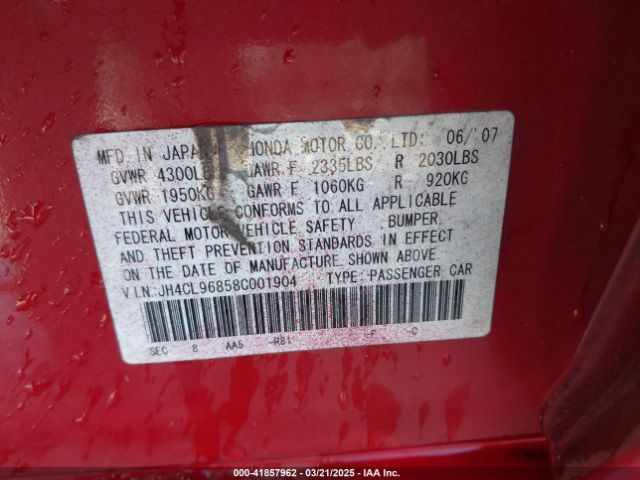 MFD. IN JAPAN HONDA MOTOR CO., LTD. 06/'07
GVWR 4300LBS GAWR F 2335LBS R 2030LBS
GVWR 1950KG GAWR F 1060KG R 920KG
THIS VEHICLE CONFORMS TO ALL APPLICABLE
FEDERAL MOTOR VEHICLE SAFETY, BUMPER,
AND THEFT PREVENTION STANDARDS IN EFFECT
ON THE DATE OF MANUFACTURE SHOWN ABOVE.
V I N:JH4CL96858C001904 TYPE: PASSENGER CAR
SEC 8 AA5 -R81 -F -C
000-41857962 - 03/21/2025 - IAA Inc.